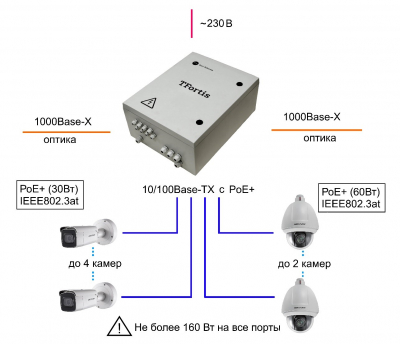 ~230 В
TFortis
1000Base-X
оптика
1000Base-X
оптика
PoE+ (30Вт)
IEEE802.3at
10/100Base-TX с PoE+
PoE+ (60Вт)
IEEE802.3at
до 4 камер
до 2 камер
Не более 160 Вт на все порты